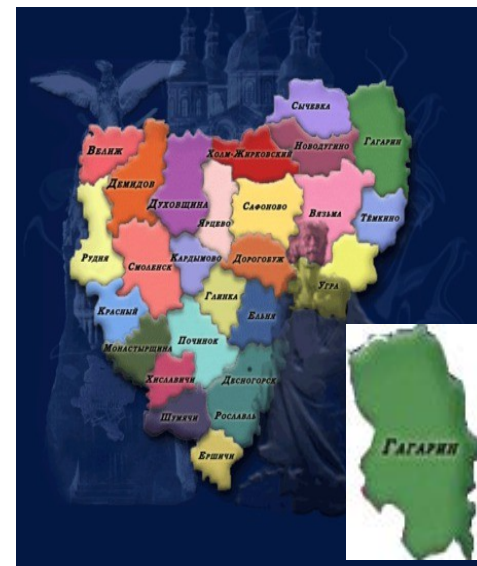 Сычевка
Гагарин
Новодугино
Холм-Жирковский
Велиж
Демидов
Духовщина
Ярцево
Сафоново
Вязьма
Тёмкино
Рудня
Смоленск
Кардымово
Дорогобуж
Угра
Глинка
Ельня
Красный
Монастырщина
Починок
Хиславичи
Десногорск
Шумячи
Рославль
Ершичи
Гагарин